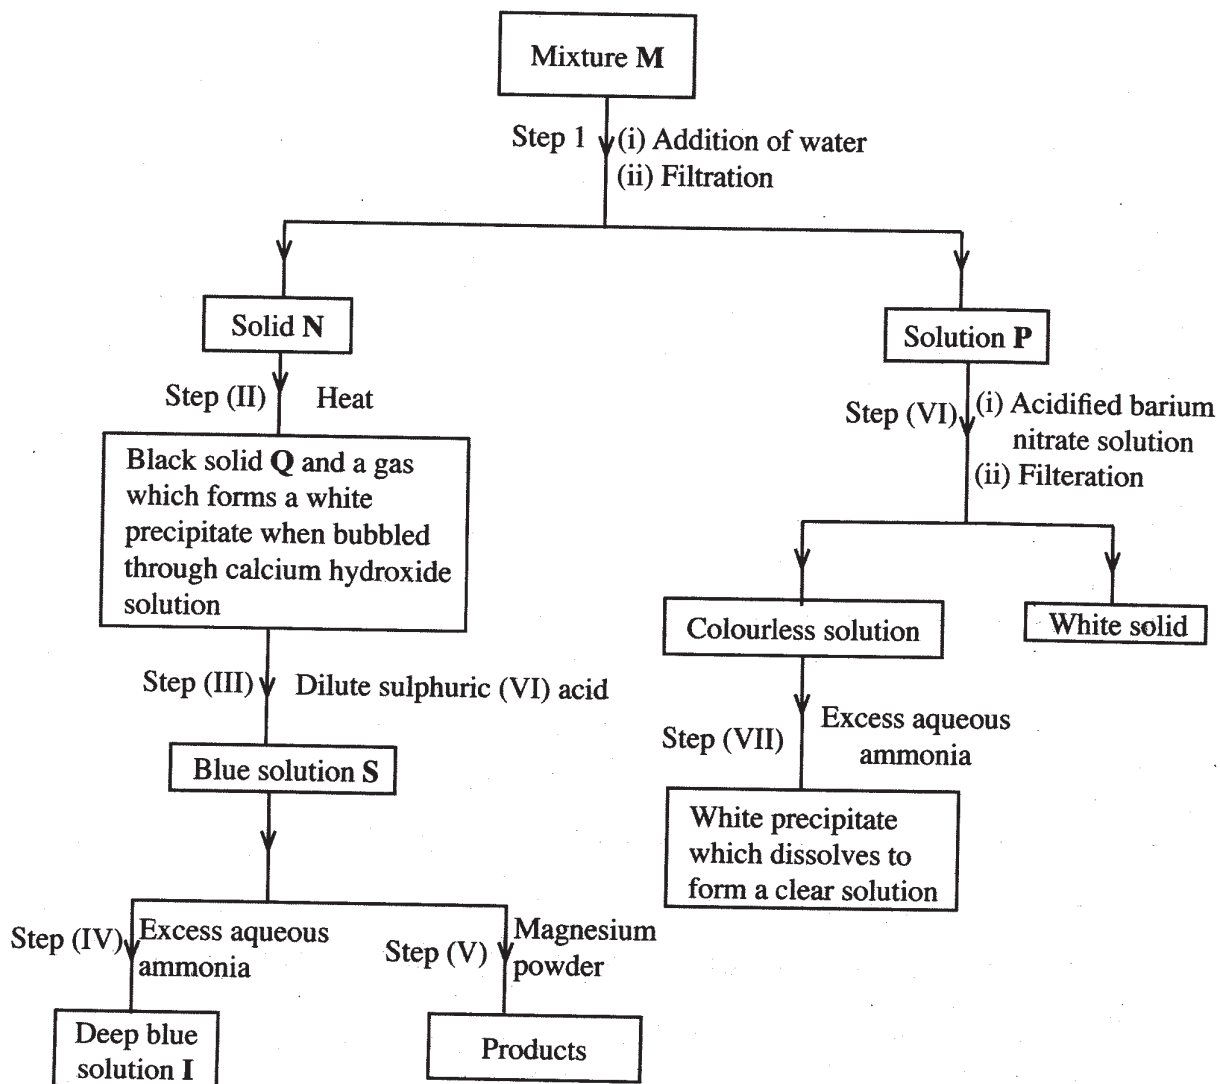 Mixture M
Step 1
(i) Addition of water
(ii) Filtration
Solid N
Solution P
Step (II)
Heat
Step (VI)
(i) Acidified barium
nitrate solution
(ii) Filteration
Black solid Q and a gas
which forms a white
precipitate when bubbled
through calcium hydroxide
solution
Colourless solution
White solid
Step (III)
Dilute sulphuric (VI) acid
Step (VII)
Excess aqueous
ammonia
Blue solution S
White precipitate
which dissolves to
form a clear solution
Step (IV)
Excess aqueous
ammonia
Step (V)
Magnesium
powder
Deep blue
solution I
Products